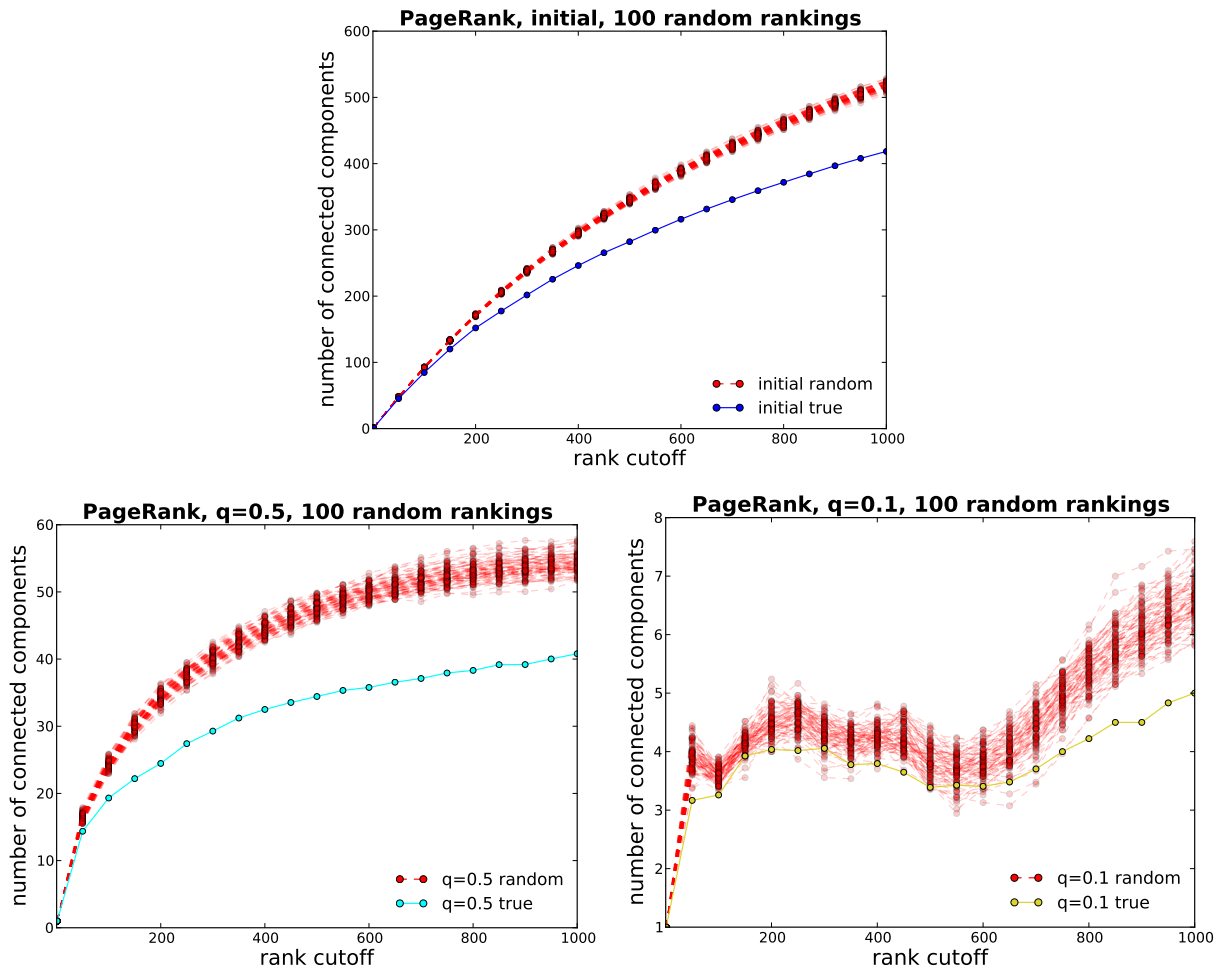 PageRank, initial, 100 random rankings
600
500
400
300
200
100
0
number of connected components
200 400 600 800 1000
rank cutoff
initial random
initial true
PageRank, q=0.5, 100 random rankings
60
50
40
30
20
10
0
number of connected components
200 400 600 800 1000
rank cutoff
q=0.5 random
q=0.5 true
PageRank, q=0.1, 100 random rankings
8
7
6
5
4
3
2
1
number of connected components
200 400 600 800 1000
rank cutoff
q=0.1 random
q=0.1 true